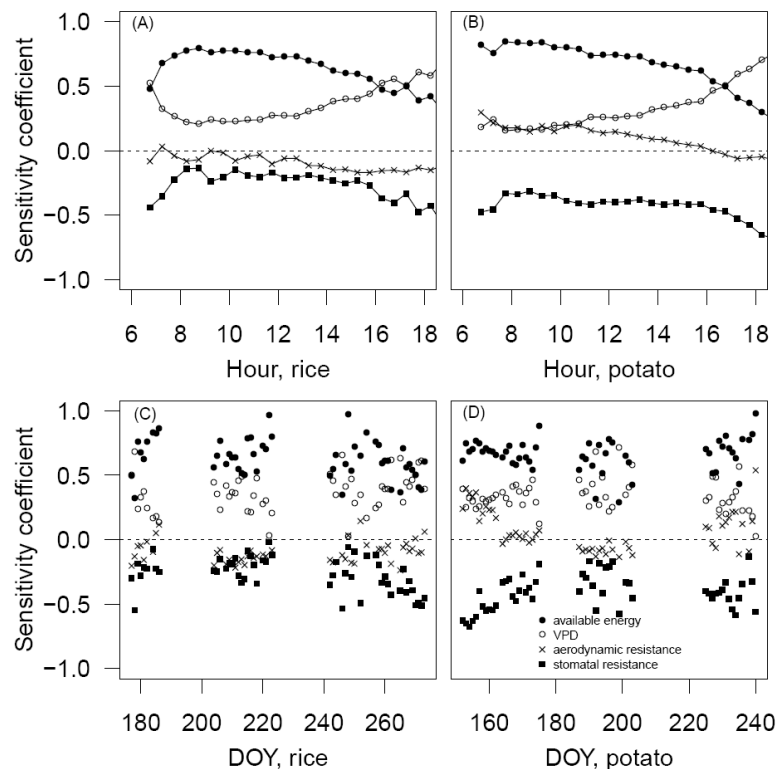 (A)
(B)
Sensitivity coefficient
1.0
0.5
0.0
−0.5
−1.0
6 8 10 12 14 16 18
6 8 10 12 14 16 18
Hour, rice
Hour, potato
(C)
(D)
Sensitivity coefficient
1.0
0.5
0.0
−0.5
−1.0
available energy
VPD
aerodynamic resistance
stomatal resistance
180 200 220 240 260
160 180 200 220 240
DOY, rice
DOY, potato